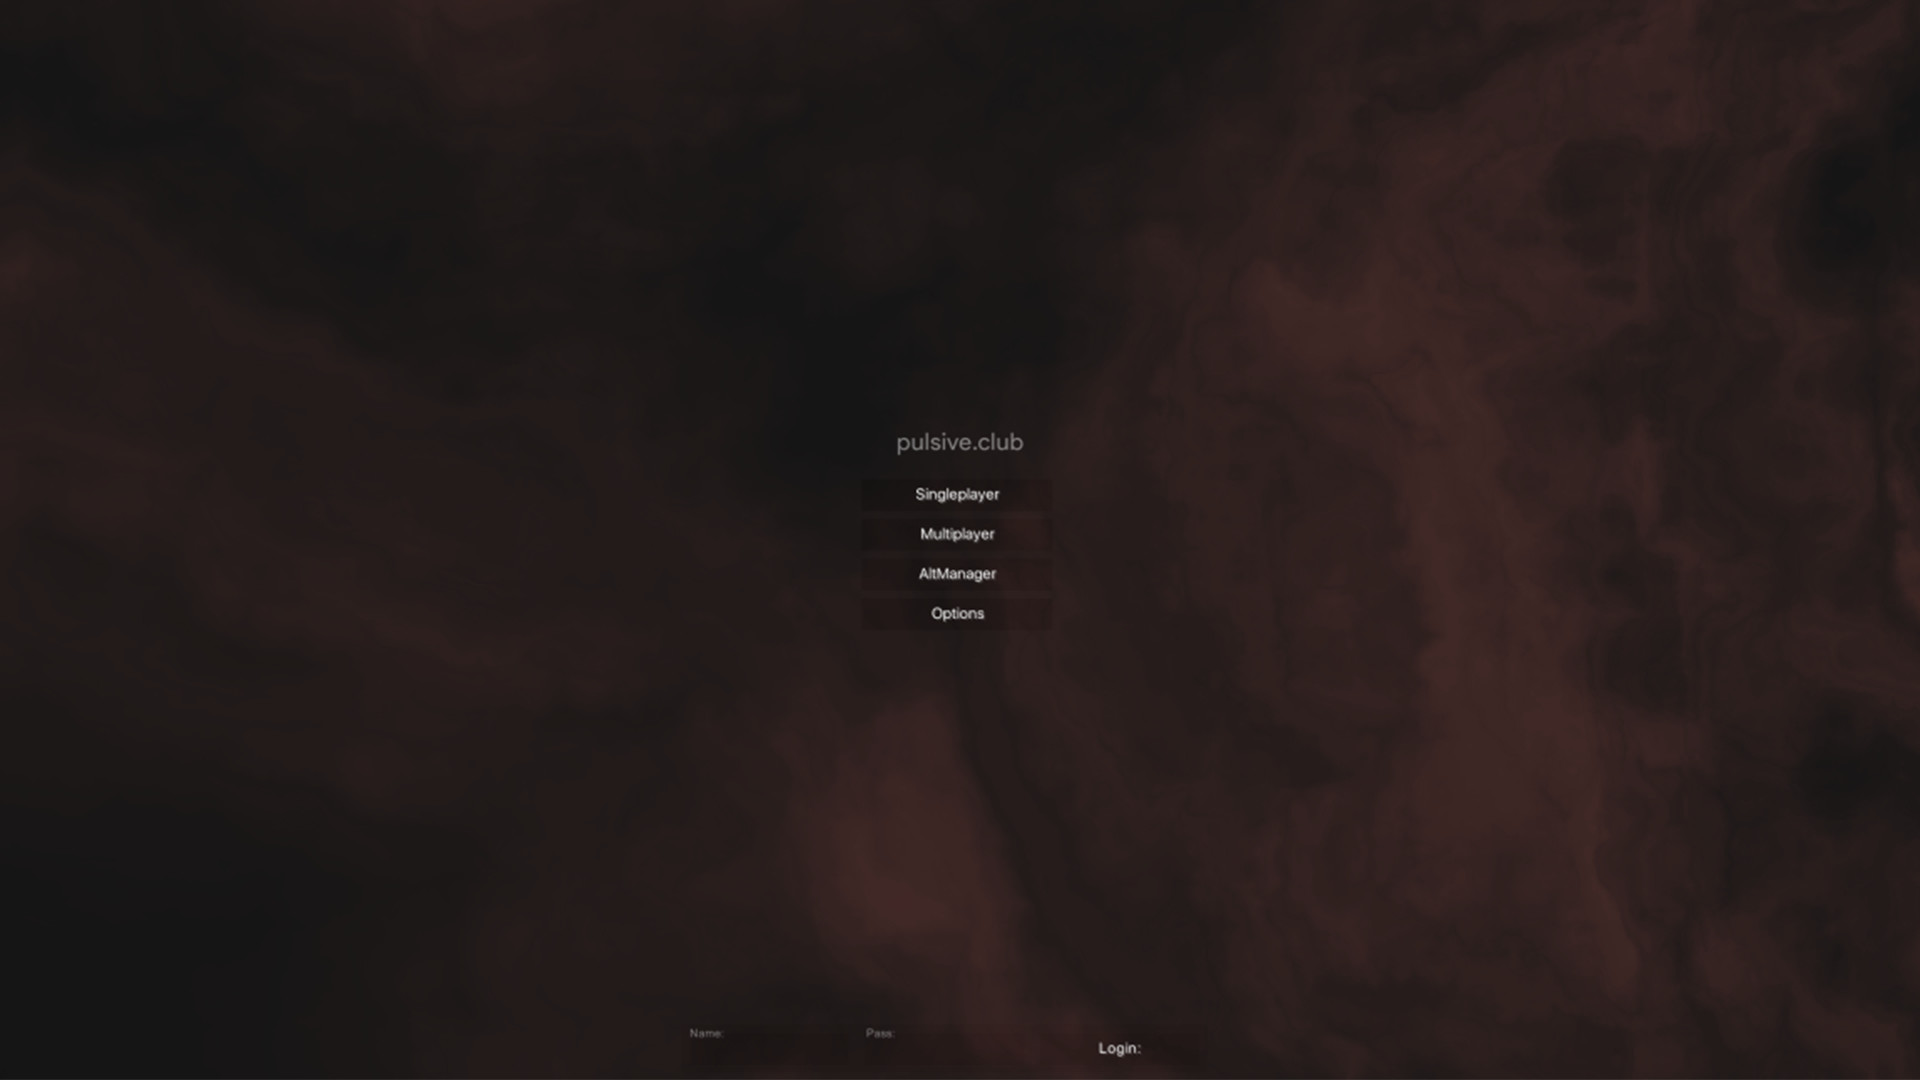 pulsive.club
Singleplayer
Multiplayer
AltManager
Options
Name:
Pass:
Login: